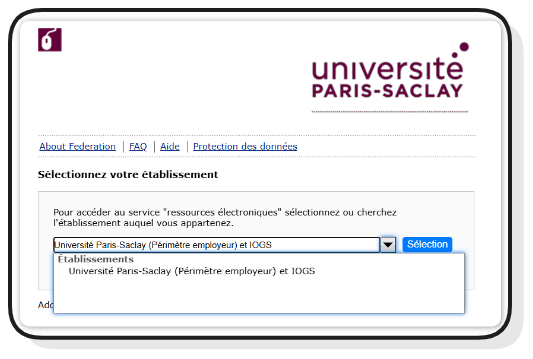 université
PARIS-SACLAY
About Federation | FAQ | Aide | Protection des données
Sélectionnez votre établissement
Pour accéder au service "ressources électroniques" sélectionnez ou cherchez
l'établissement auquel vous appartenez.
Université Paris-Saclay (Périmètre employeur) et IOGS
Sélection
Établissements
Université Paris-Saclay (Périmètre employeur) et IOGS